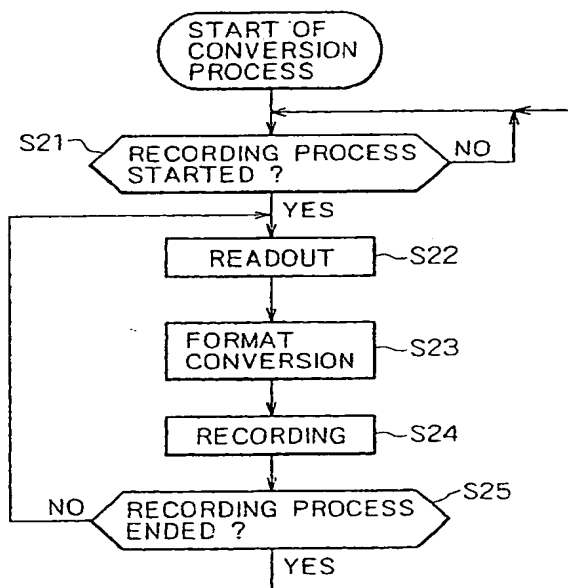 START OF
CONVERSION
PROCESS
S21
RECORDING PROCESS
STARTED ?
NO
YES
READOUT
S22
FORMAT
CONVERSION
S23
RECORDING
S24
NO
RECORDING PROCESS
ENDED ?
S25
YES